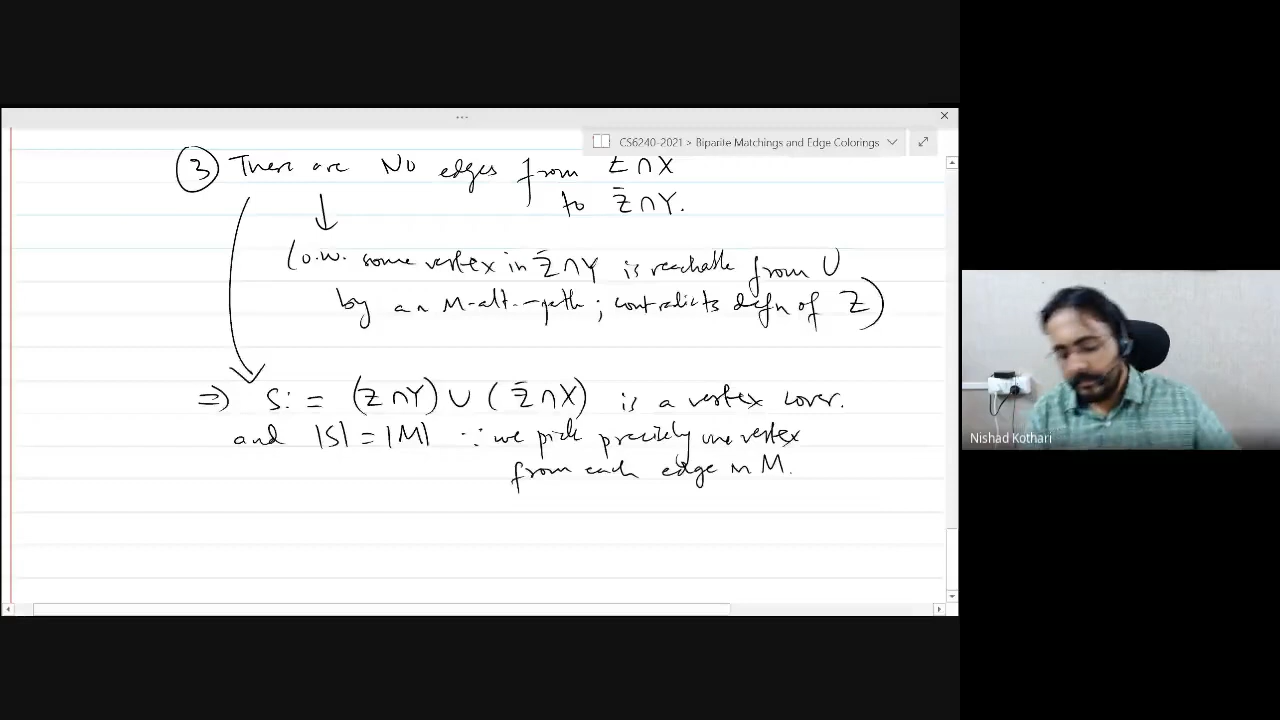 CS6240-2021 > Biparite Matchings and Edge Colorings
③ There are No edges from Z ∩ X
to Z̄ ∩ Y.
(o.w. some vertex in Z̄ ∩ Y is reachable from U
by an M-alt.-path; contradicts defn of Z)
⇒ S := (Z ∩ Y) ∪ (Z̄ ∩ X) is a vertex cover.
and |S| = |M| ∵ we pick precisely one vertex
from each edge in M.
Nishad Kothari